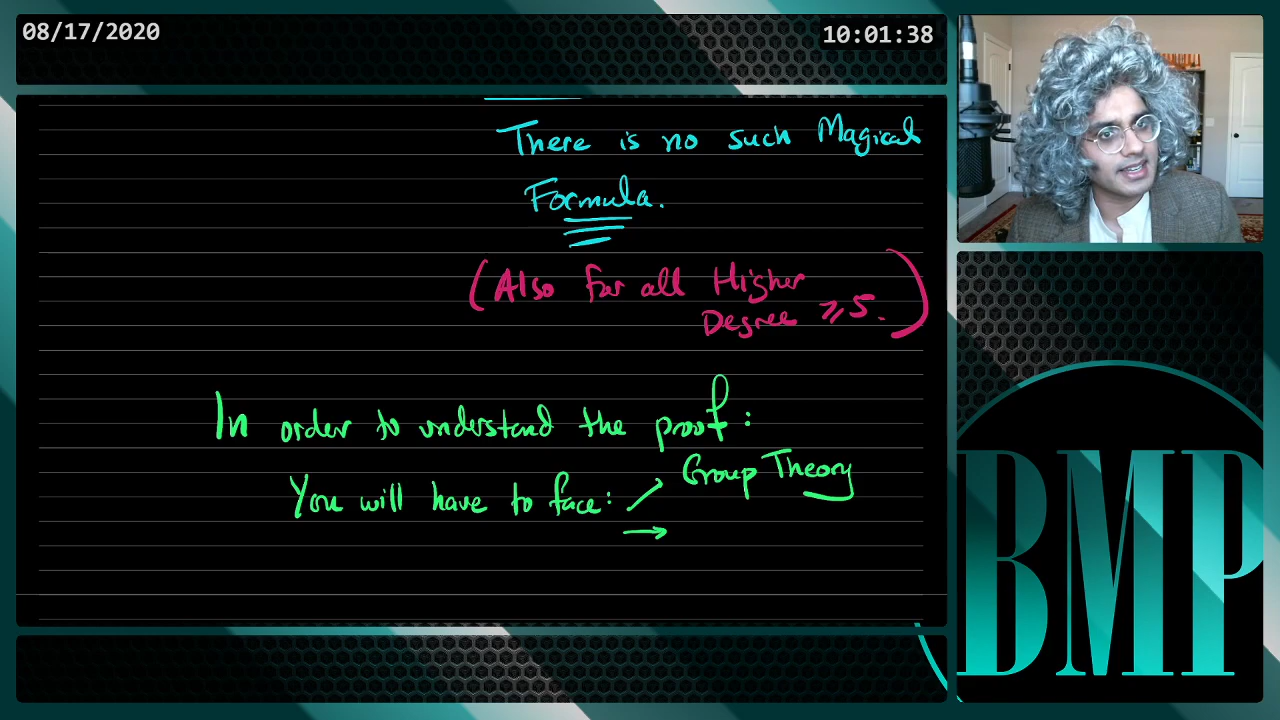 08/17/2020
10:01:38
There is no such Magical
Formula.
(Also for all Higher
Degree ≥5.)
In order to understand the proof:
Group Theory
You will have to face:
BMP